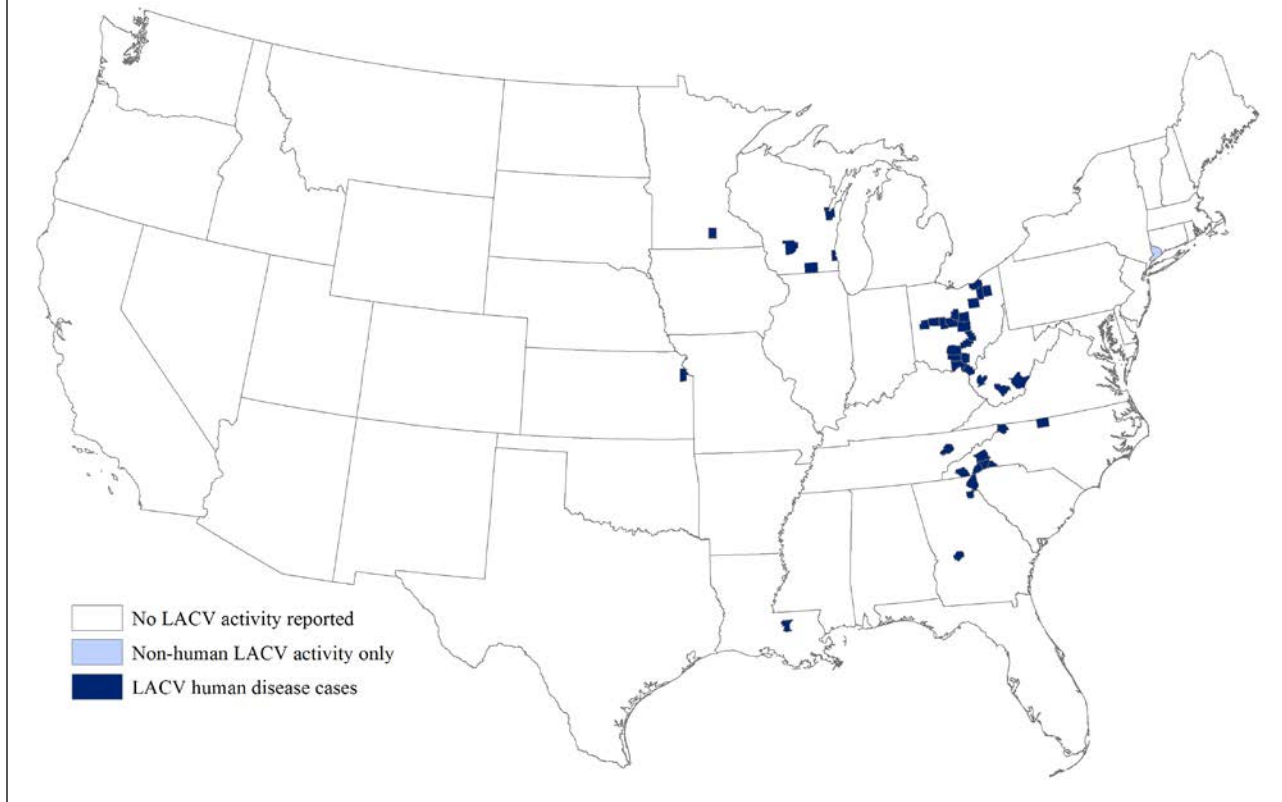 No LACV activity reported
Non-human LACV activity only
LACV human disease cases